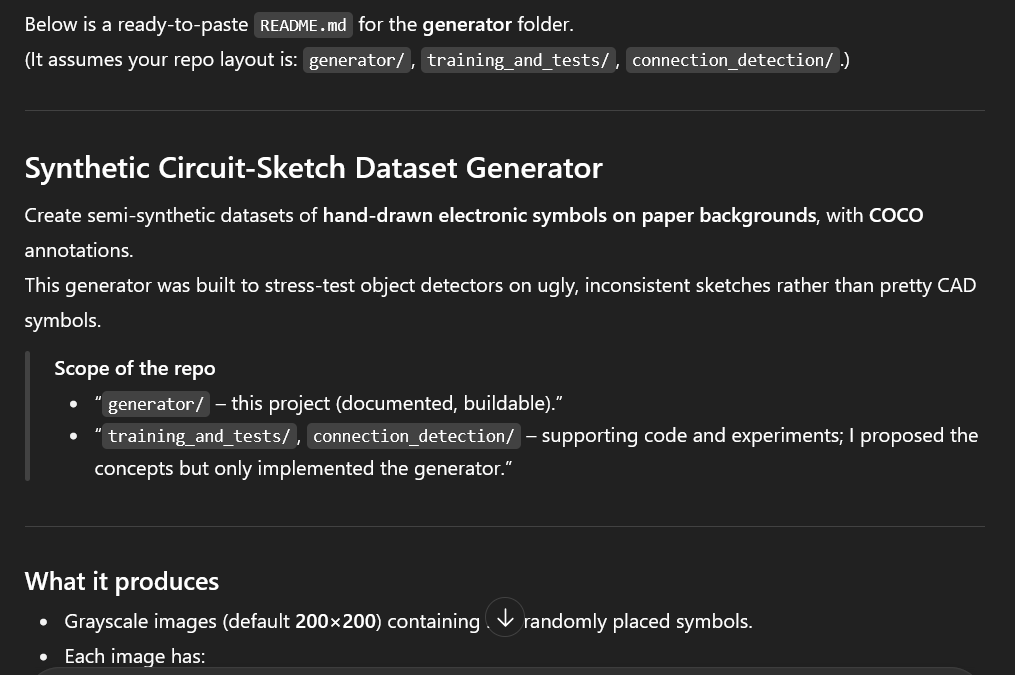 Below is a ready-to-paste README.md for the generator folder.
(It assumes your repo layout is: generator/, training_and_tests/, connection_detection/.)
Synthetic Circuit-Sketch Dataset Generator
Create semi-synthetic datasets of hand-drawn electronic symbols on paper backgrounds, with COCO
annotations.
This generator was built to stress-test object detectors on ugly, inconsistent sketches rather than pretty CAD
symbols.
Scope of the repo
• “generator/ – this project (documented, buildable).”
• “training_and_tests/, connection_detection/ – supporting code and experiments; I proposed the
concepts but only implemented the generator.”
What it produces
• Grayscale images (default 200×200) containing randomly placed symbols.
• Each image has: